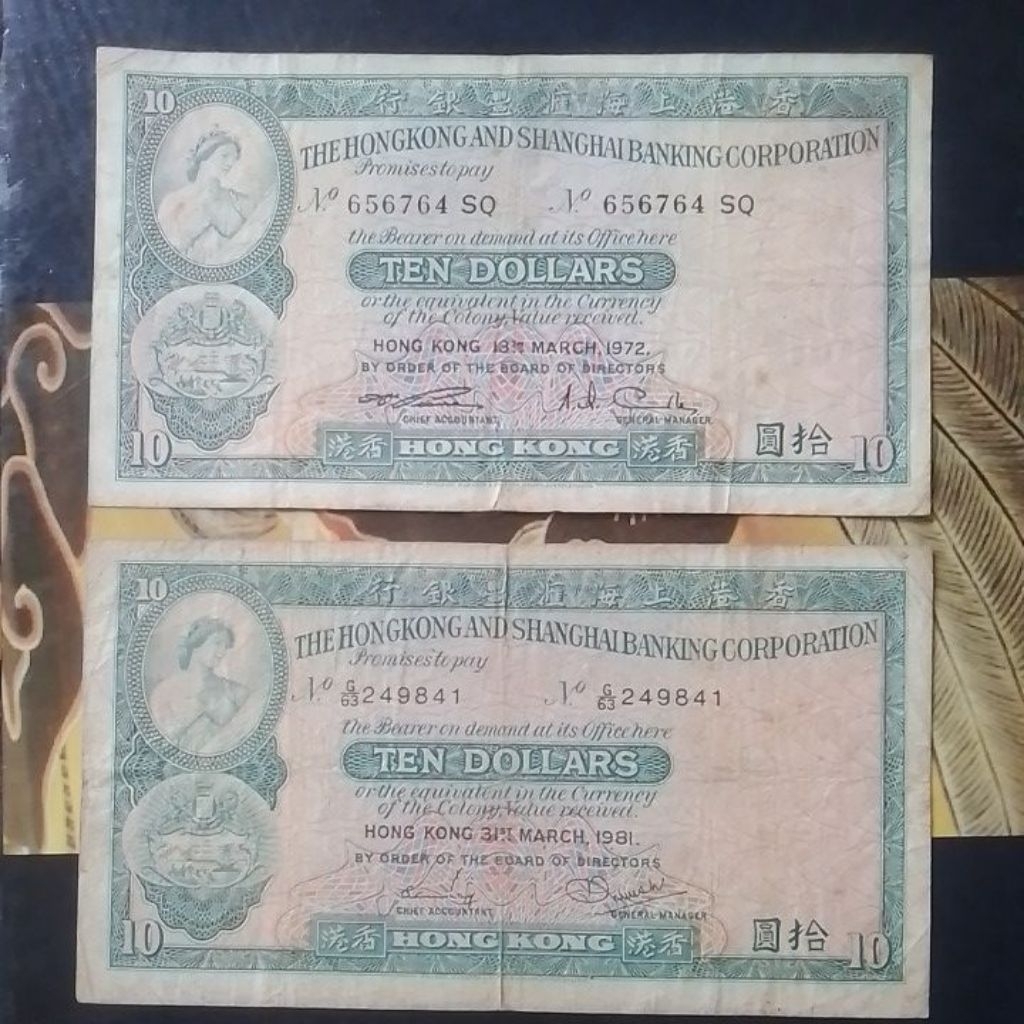 10
行銀豐滙海上港香
THE HONGKONG AND SHANGHAI BANKING CORPORATION
Promises to pay
No 656764 SQ No 656764 SQ
the Bearer on demand at its Office here
TEN DOLLARS
or the equivalent in the Currency
of the Colony, Value received.
HONG KONG 13TH MARCH, 1972.
BY ORDER OF THE BOARD OF DIRECTORS
CHIEF ACCOUNTANT GENERAL MANAGER
10 港香 HONG KONG 港香 圓拾 10
10
行銀豐滙海上港香
THE HONGKONG AND SHANGHAI BANKING CORPORATION
Promises to pay
No G/63 249841 No G/63 249841
the Bearer on demand at its Office here
TEN DOLLARS
or the equivalent in the Currency
of the Colony, Value received.
HONG KONG 31ST MARCH, 1981.
BY ORDER OF THE BOARD OF DIRECTORS
CHIEF ACCOUNTANT GENERAL MANAGER
10 港香 HONG KONG 港香 圓拾 10